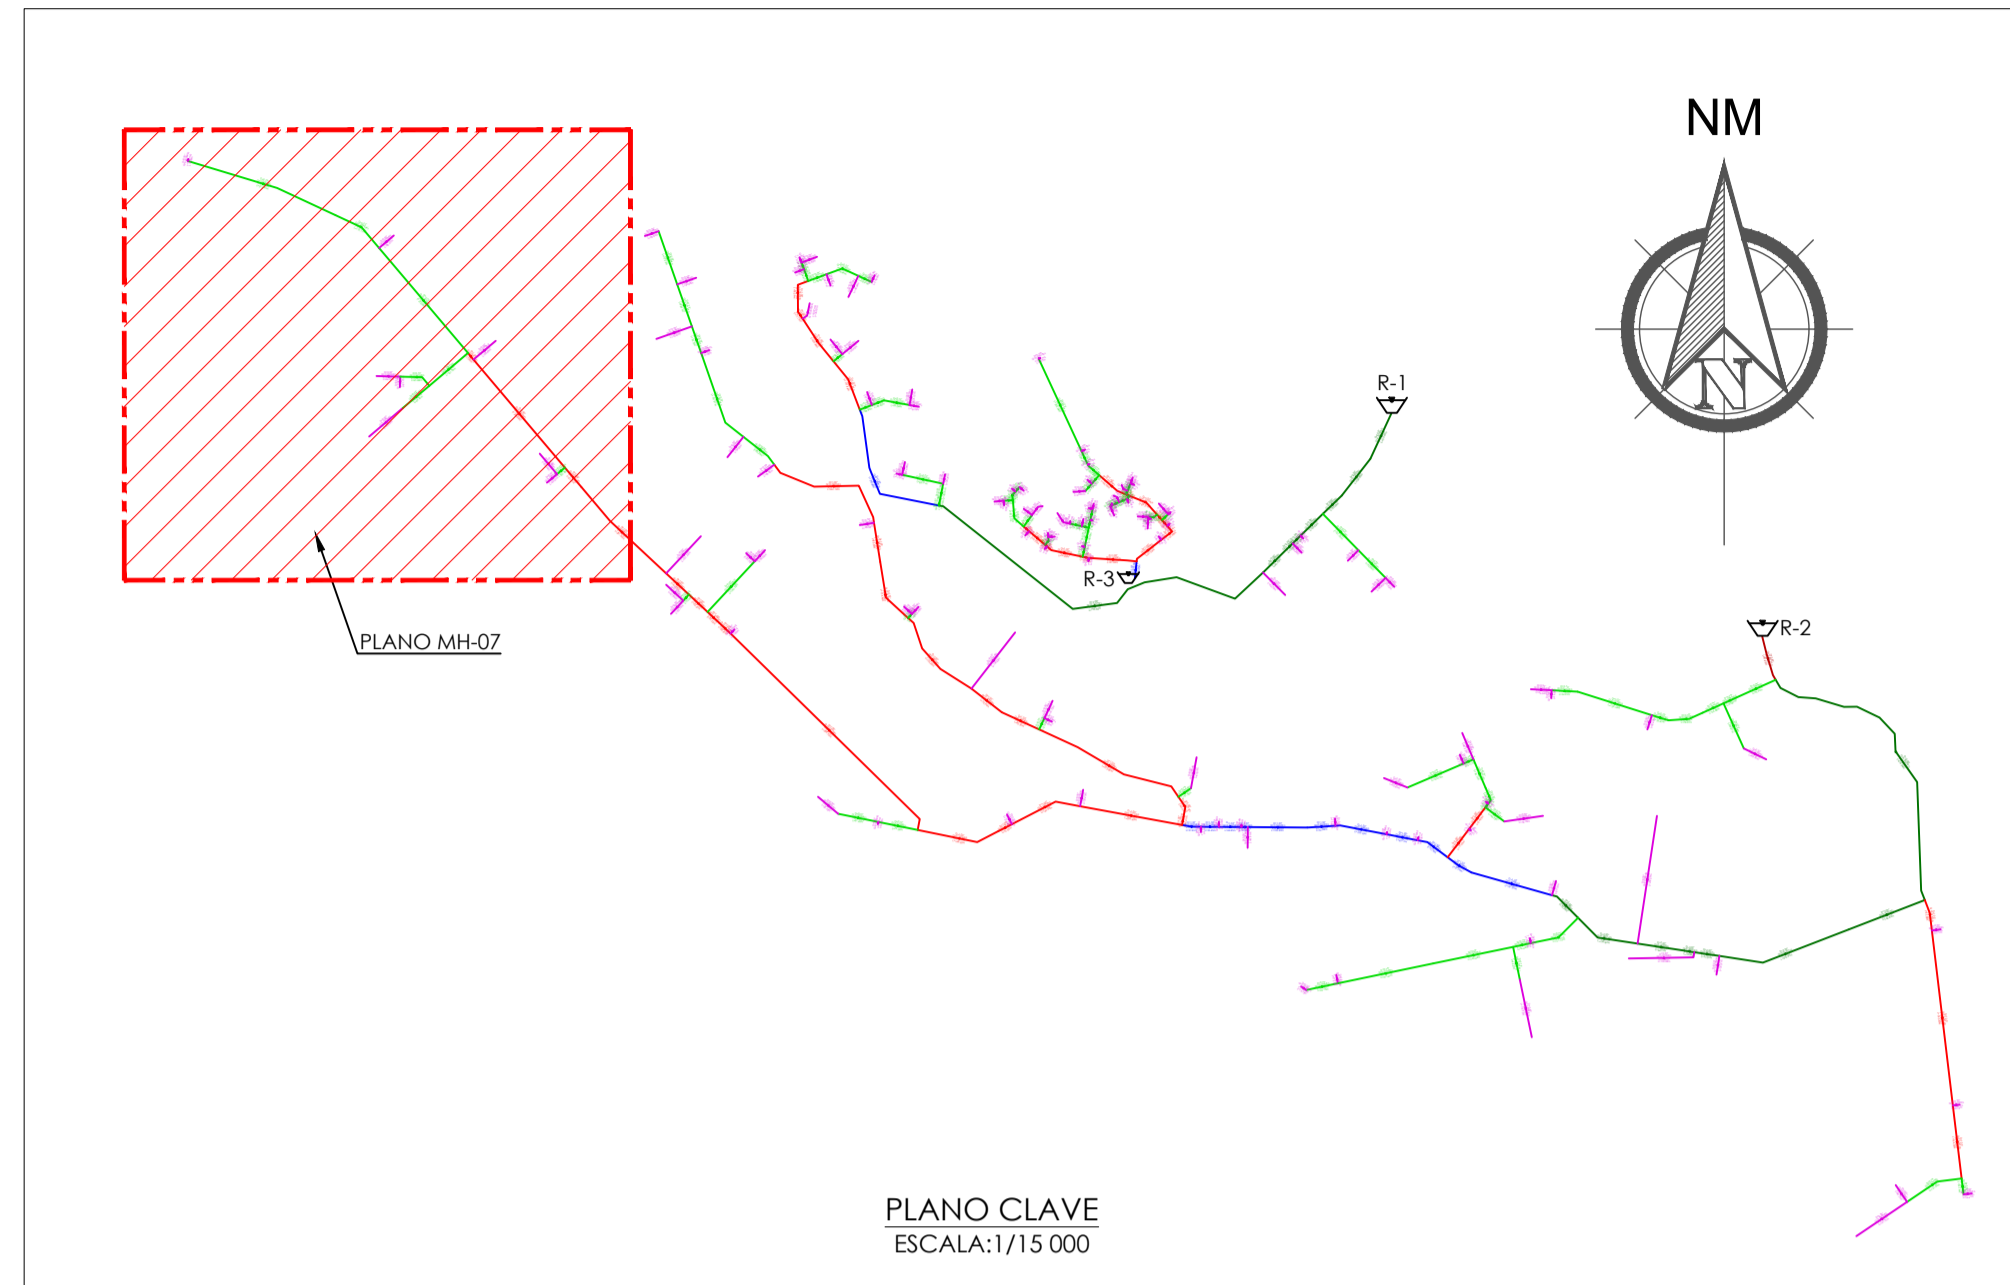 NM
N
R-1
R-3
R-2
PLANO MH-07
PLANO CLAVE
ESCALA:1/15 000